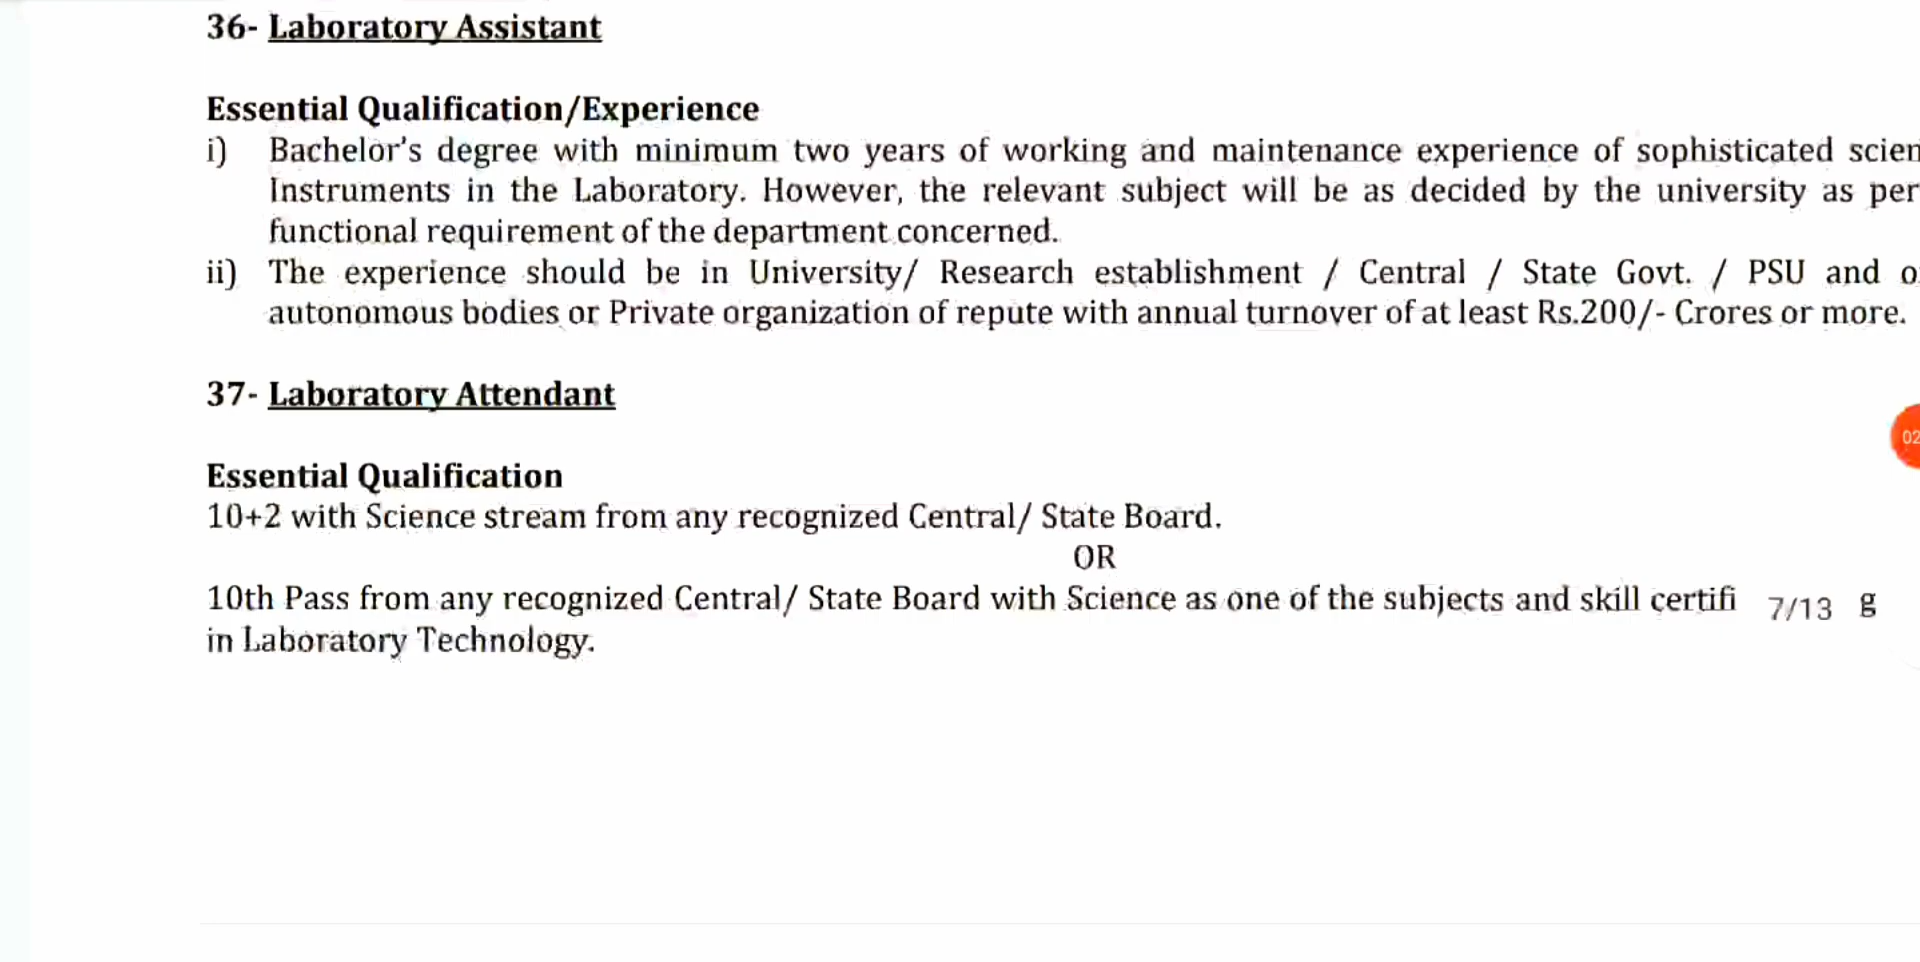 36- Laboratory Assistant
Essential Qualification/Experience
i) Bachelor's degree with minimum two years of working and maintenance experience of sophisticated scien
Instruments in the Laboratory. However, the relevant subject will be as decided by the university as per
functional requirement of the department concerned.
ii) The experience should be in University/ Research establishment / Central / State Govt. / PSU and o
autonomous bodies or Private organization of repute with annual turnover of at least Rs.200/- Crores or more.
37- Laboratory Attendant
02
Essential Qualification
10+2 with Science stream from any recognized Central/ State Board.
OR
10th Pass from any recognized Central/ State Board with Science as one of the subjects and skill certifi 7/13 g
in Laboratory Technology.